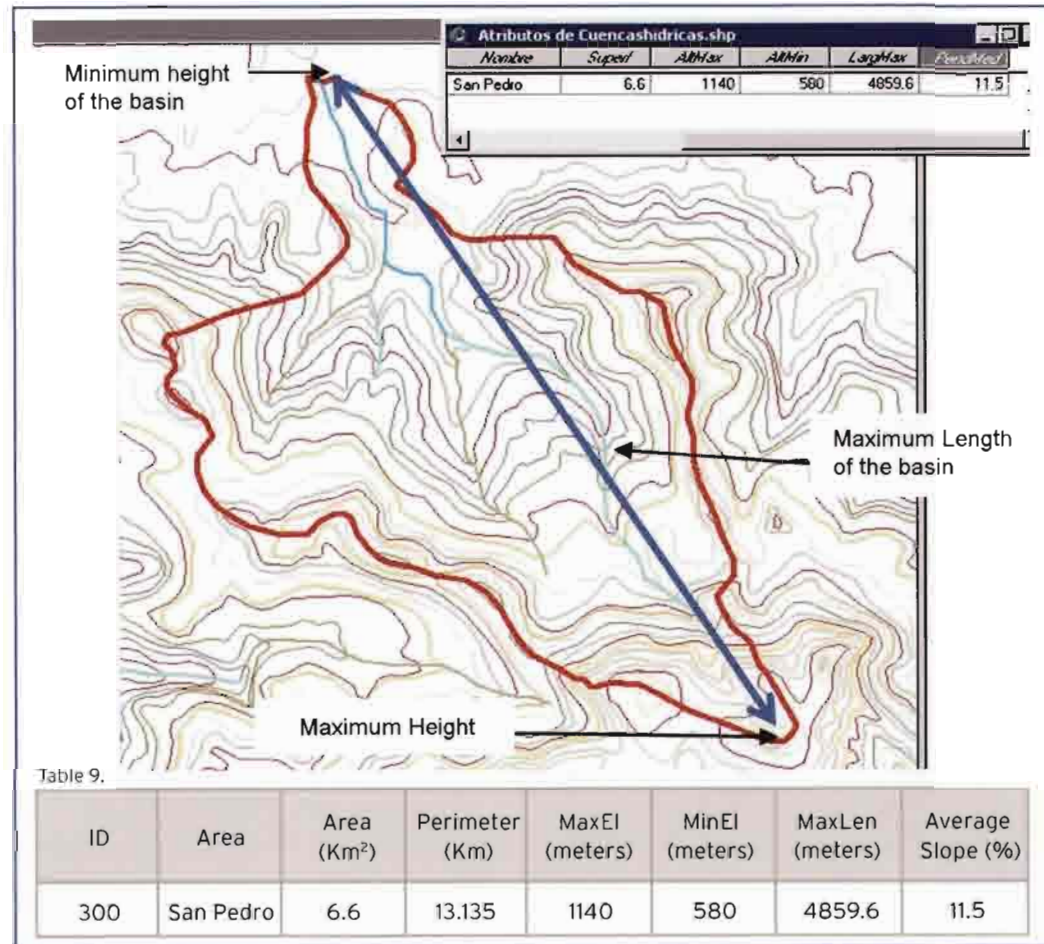 Atributos de Cuencashidricas.shp
Nombre Superf AltMax AltMin LargMax PendMed
San Pedro 6.6 1140 580 4859.6 11.5
Minimum height
of the basin
Maximum Length
of the basin
Maximum Height
Table 9.
ID Area Area (Km²) Perimeter (Km) MaxEl (meters) MinEl (meters) MaxLen (meters) Average Slope (%)
300 San Pedro 6.6 13.135 1140 580 4859.6 11.5